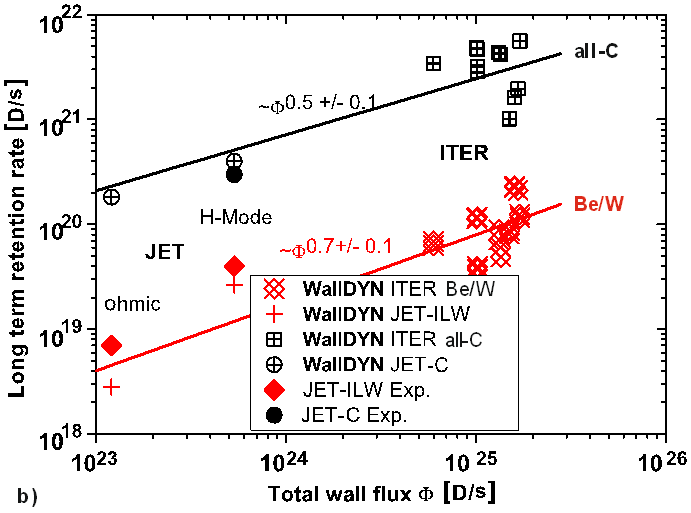 10^22
10^21
10^20
10^19
10^18
Long term retention rate [D/s]
all-C
~Φ^0.5 +/- 0.1
ITER
H-Mode
Be/W
JET
~Φ^0.7+/- 0.1
ohmic
WallDYN ITER Be/W
WallDYN JET-ILW
WallDYN ITER all-C
WallDYN JET-C
JET-ILW Exp.
JET-C Exp.
10^23 10^24 10^25 10^26
b) Total wall flux Φ [D/s]